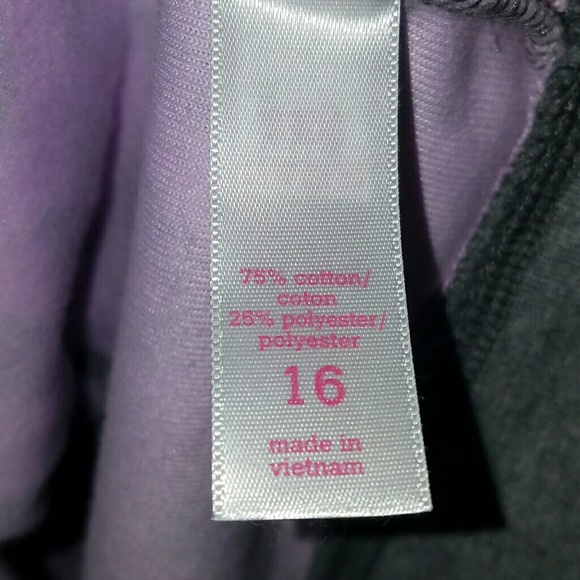 75% cotton/
coton
25% polyester/
polyester
16
made in
vietnam